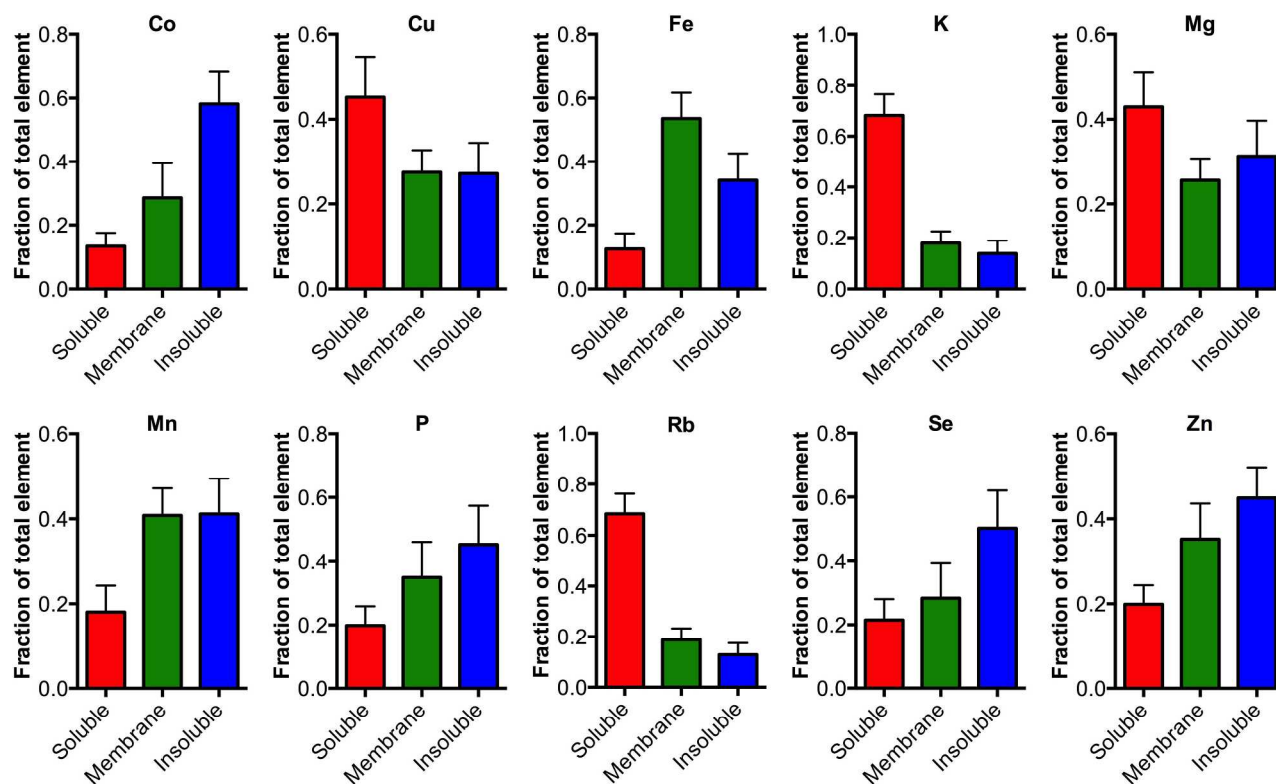 Co
Fraction of total element
0.8
0.6
0.4
0.2
0.0
Soluble
Membrane
Insoluble
Cu
Fraction of total element
0.6
0.4
0.2
0.0
Soluble
Membrane
Insoluble
Fe
Fraction of total element
0.8
0.6
0.4
0.2
0.0
Soluble
Membrane
Insoluble
K
Fraction of total element
1.0
0.8
0.6
0.4
0.2
0.0
Soluble
Membrane
Insoluble
Mg
Fraction of total element
0.6
0.4
0.2
0.0
Soluble
Membrane
Insoluble
Mn
Fraction of total element
0.6
0.4
0.2
0.0
Soluble
Membrane
Insoluble
P
Fraction of total element
0.8
0.6
0.4
0.2
0.0
Soluble
Membrane
Insoluble
Rb
Fraction of total element
1.0
0.8
0.6
0.4
0.2
0.0
Soluble
Membrane
Insoluble
Se
Fraction of total element
0.8
0.6
0.4
0.2
0.0
Soluble
Membrane
Insoluble
Zn
Fraction of total element
0.6
0.4
0.2
0.0
Soluble
Membrane
Insoluble